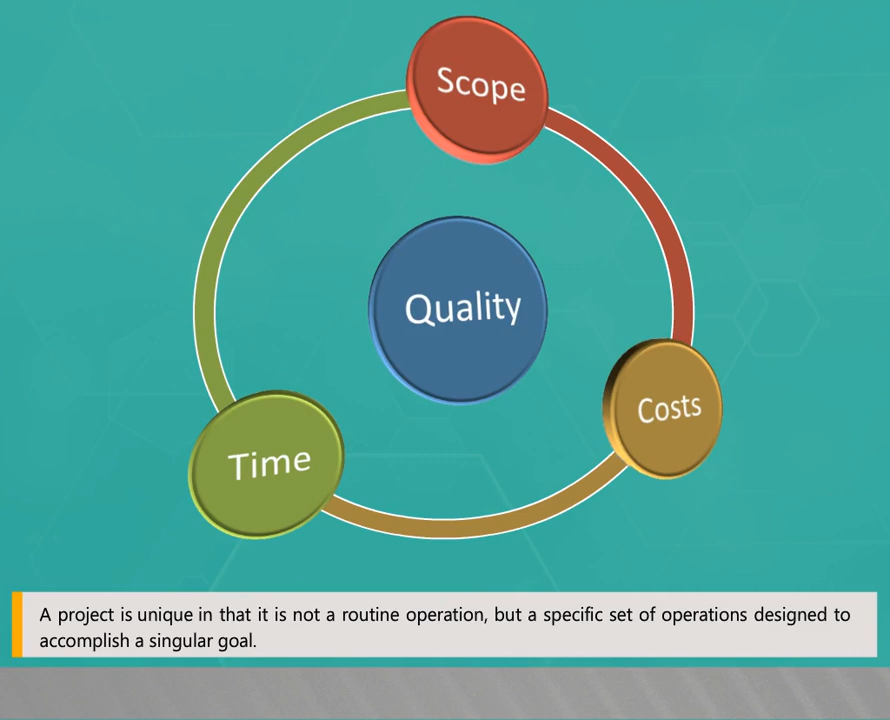 Scope
Quality
Costs
Time
A project is unique in that it is not a routine operation, but a specific set of operations designed to
accomplish a singular goal.